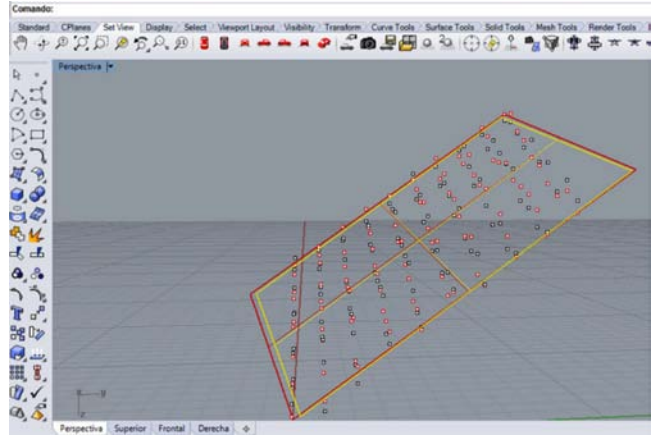 Comando:
Standard CPlanes Set View Display Select Viewport Layout Visibility Transform Curve Tools Surface Tools Solid Tools Mesh Tools Render Tools
Perspectiva
y
z
Perspectiva Superior Frontal Derecha